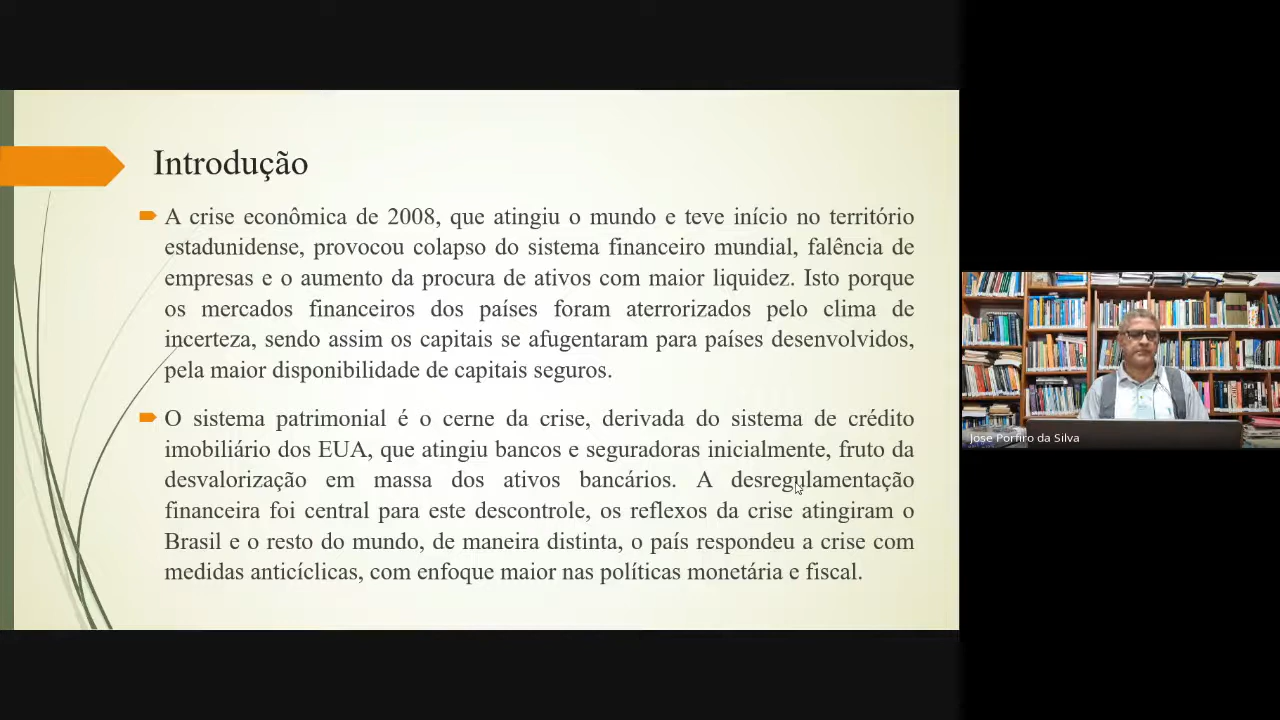 Introdução
A crise econômica de 2008, que atingiu o mundo e teve início no território
estadunidense, provocou colapso do sistema financeiro mundial, falência de
empresas e o aumento da procura de ativos com maior liquidez. Isto porque
os mercados financeiros dos países foram aterrorizados pelo clima de
incerteza, sendo assim os capitais se afugentaram para países desenvolvidos,
pela maior disponibilidade de capitais seguros.
O sistema patrimonial é o cerne da crise, derivada do sistema de crédito
imobiliário dos EUA, que atingiu bancos e seguradoras inicialmente, fruto da
desvalorização em massa dos ativos bancários. A desregulamentação
financeira foi central para este descontrole, os reflexos da crise atingiram o
Brasil e o resto do mundo, de maneira distinta, o país respondeu a crise com
medidas anticíclicas, com enfoque maior nas políticas monetária e fiscal.
Jose Porfiro da Silva